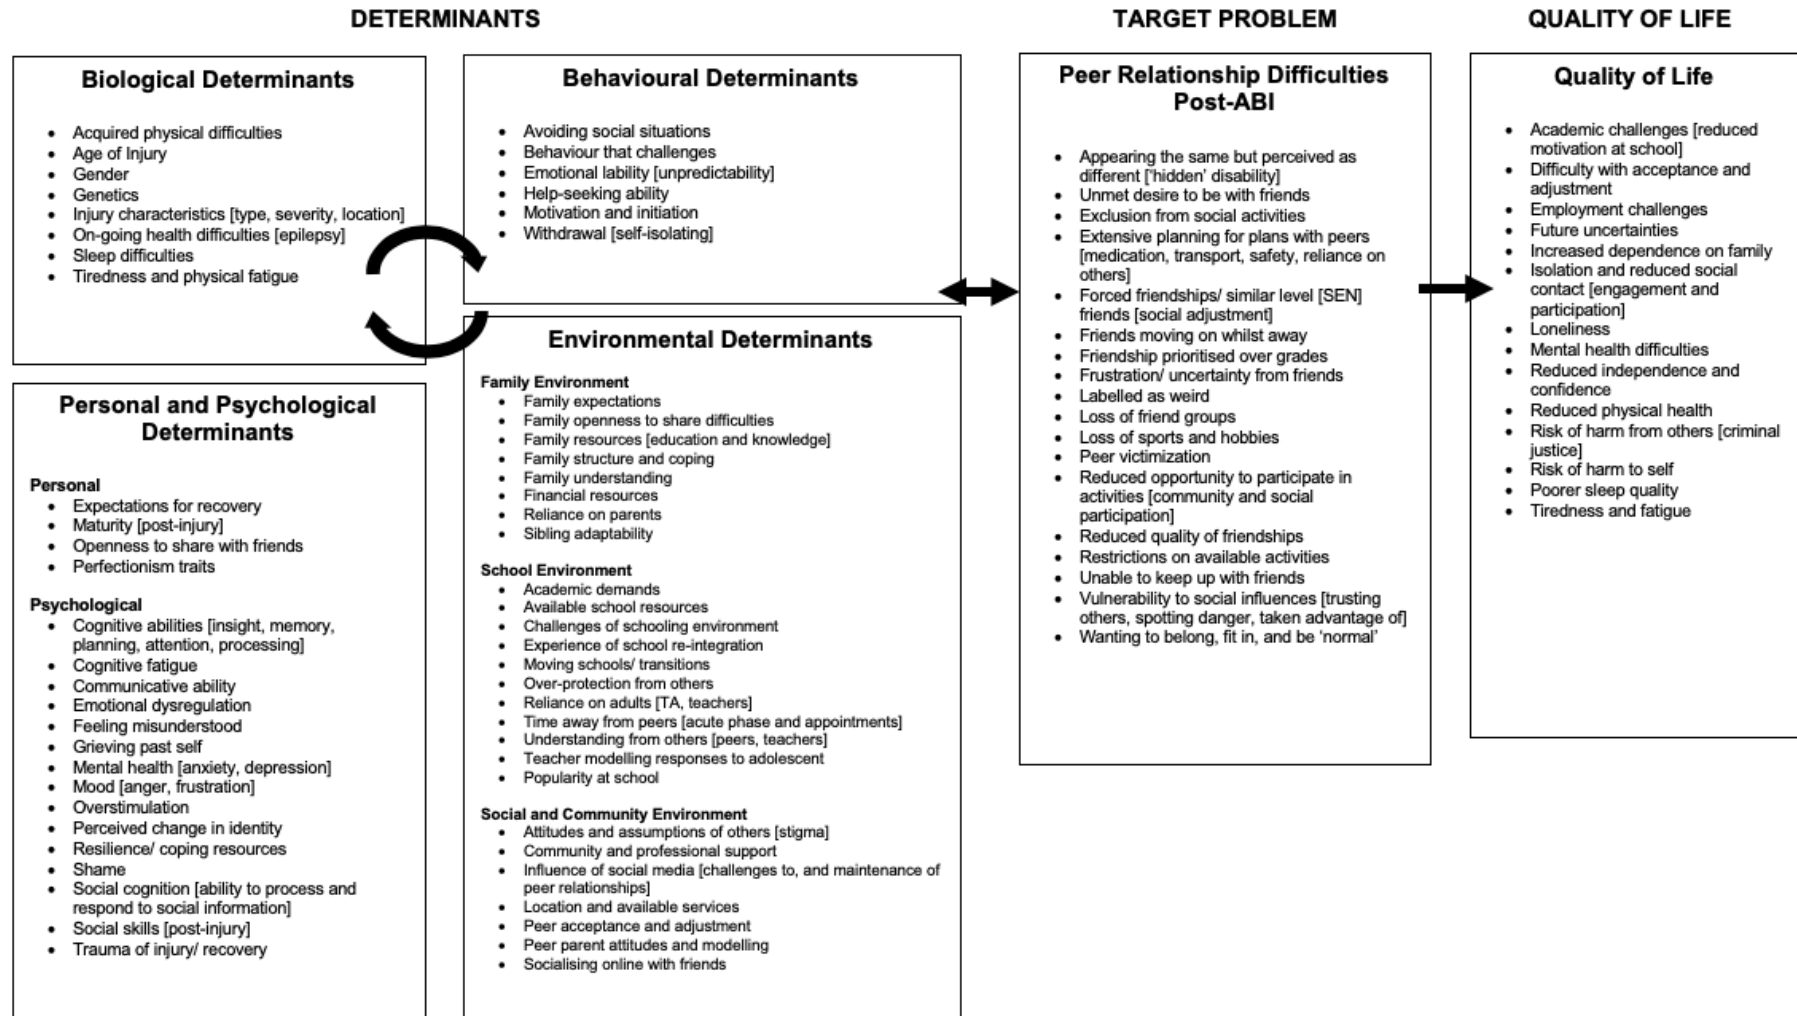 DETERMINANTS
TARGET PROBLEM
QUALITY OF LIFE
Biological Determinants
• Acquired physical difficulties
• Age of Injury
• Gender
• Genetics
• Injury characteristics [type, severity, location]
• On-going health difficulties [epilepsy]
• Sleep difficulties
• Tiredness and physical fatigue
Personal and Psychological
Determinants
Personal
• Expectations for recovery
• Maturity [post-injury]
• Openness to share with friends
• Perfectionism traits
Psychological
• Cognitive abilities [insight, memory,
planning, attention, processing]
• Cognitive fatigue
• Communicative ability
• Emotional dysregulation
• Feeling misunderstood
• Grieving past self
• Mental health [anxiety, depression]
• Mood [anger, frustration]
• Overstimulation
• Perceived change in identity
• Resilience/ coping resources
• Shame
• Social cognition [ability to process and
respond to social information]
• Social skills [post-injury]
• Trauma of injury/ recovery
Behavioural Determinants
• Avoiding social situations
• Behaviour that challenges
• Emotional lability [unpredictability]
• Help-seeking ability
• Motivation and initiation
• Withdrawal [self-isolating]
Environmental Determinants
Family Environment
• Family expectations
• Family openness to share difficulties
• Family resources [education and knowledge]
• Family structure and coping
• Family understanding
• Financial resources
• Reliance on parents
• Sibling adaptability
School Environment
• Academic demands
• Available school resources
• Challenges of schooling environment
• Experience of school re-integration
• Moving schools/ transitions
• Over-protection from others
• Reliance on adults [TA, teachers]
• Time away from peers [acute phase and appointments]
• Understanding from others [peers, teachers]
• Teacher modelling responses to adolescent
• Popularity at school
Social and Community Environment
• Attitudes and assumptions of others [stigma]
• Community and professional support
• Influence of social media [challenges to, and maintenance of
peer relationships]
• Location and available services
• Peer acceptance and adjustment
• Peer parent attitudes and modelling
• Socialising online with friends
Peer Relationship Difficulties
Post-ABI
• Appearing the same but perceived as
different ['hidden' disability]
• Unmet desire to be with friends
• Exclusion from social activities
• Extensive planning for plans with peers
[medication, transport, safety, reliance on
others]
• Forced friendships/ similar level [SEN]
friends [social adjustment]
• Friends moving on whilst away
• Friendship prioritised over grades
• Frustration/ uncertainty from friends
• Labelled as weird
• Loss of friend groups
• Loss of sports and hobbies
• Peer victimization
• Reduced opportunity to participate in
activities [community and social
participation]
• Reduced quality of friendships
• Restrictions on available activities
• Unable to keep up with friends
• Vulnerability to social influences [trusting
others, spotting danger, taken advantage of]
• Wanting to belong, fit in, and be 'normal'
Quality of Life
• Academic challenges [reduced
motivation at school]
• Difficulty with acceptance and
adjustment
• Employment challenges
• Future uncertainties
• Increased dependence on family
• Isolation and reduced social
contact [engagement and
participation]
• Loneliness
• Mental health difficulties
• Reduced independence and
confidence
• Reduced physical health
• Risk of harm from others [criminal
justice]
• Risk of harm to self
• Poorer sleep quality
• Tiredness and fatigue